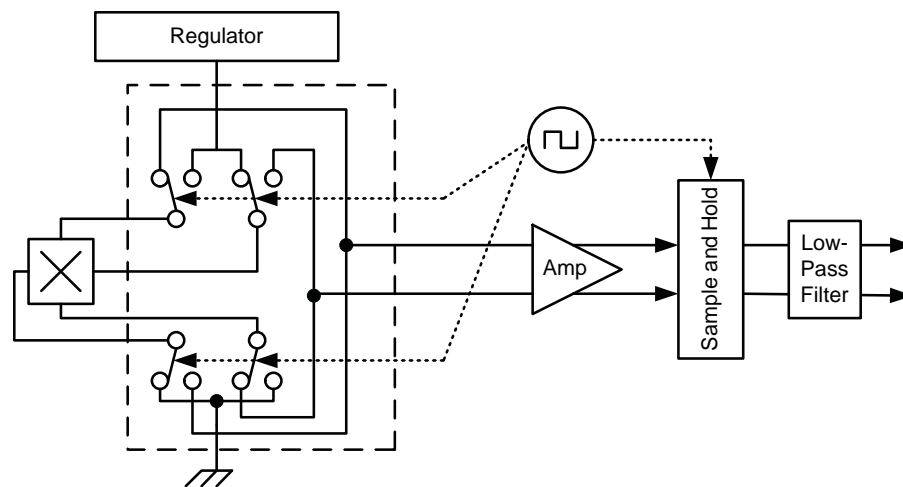 Regulator
Amp
Sample and Hold
Low-
Pass
Filter